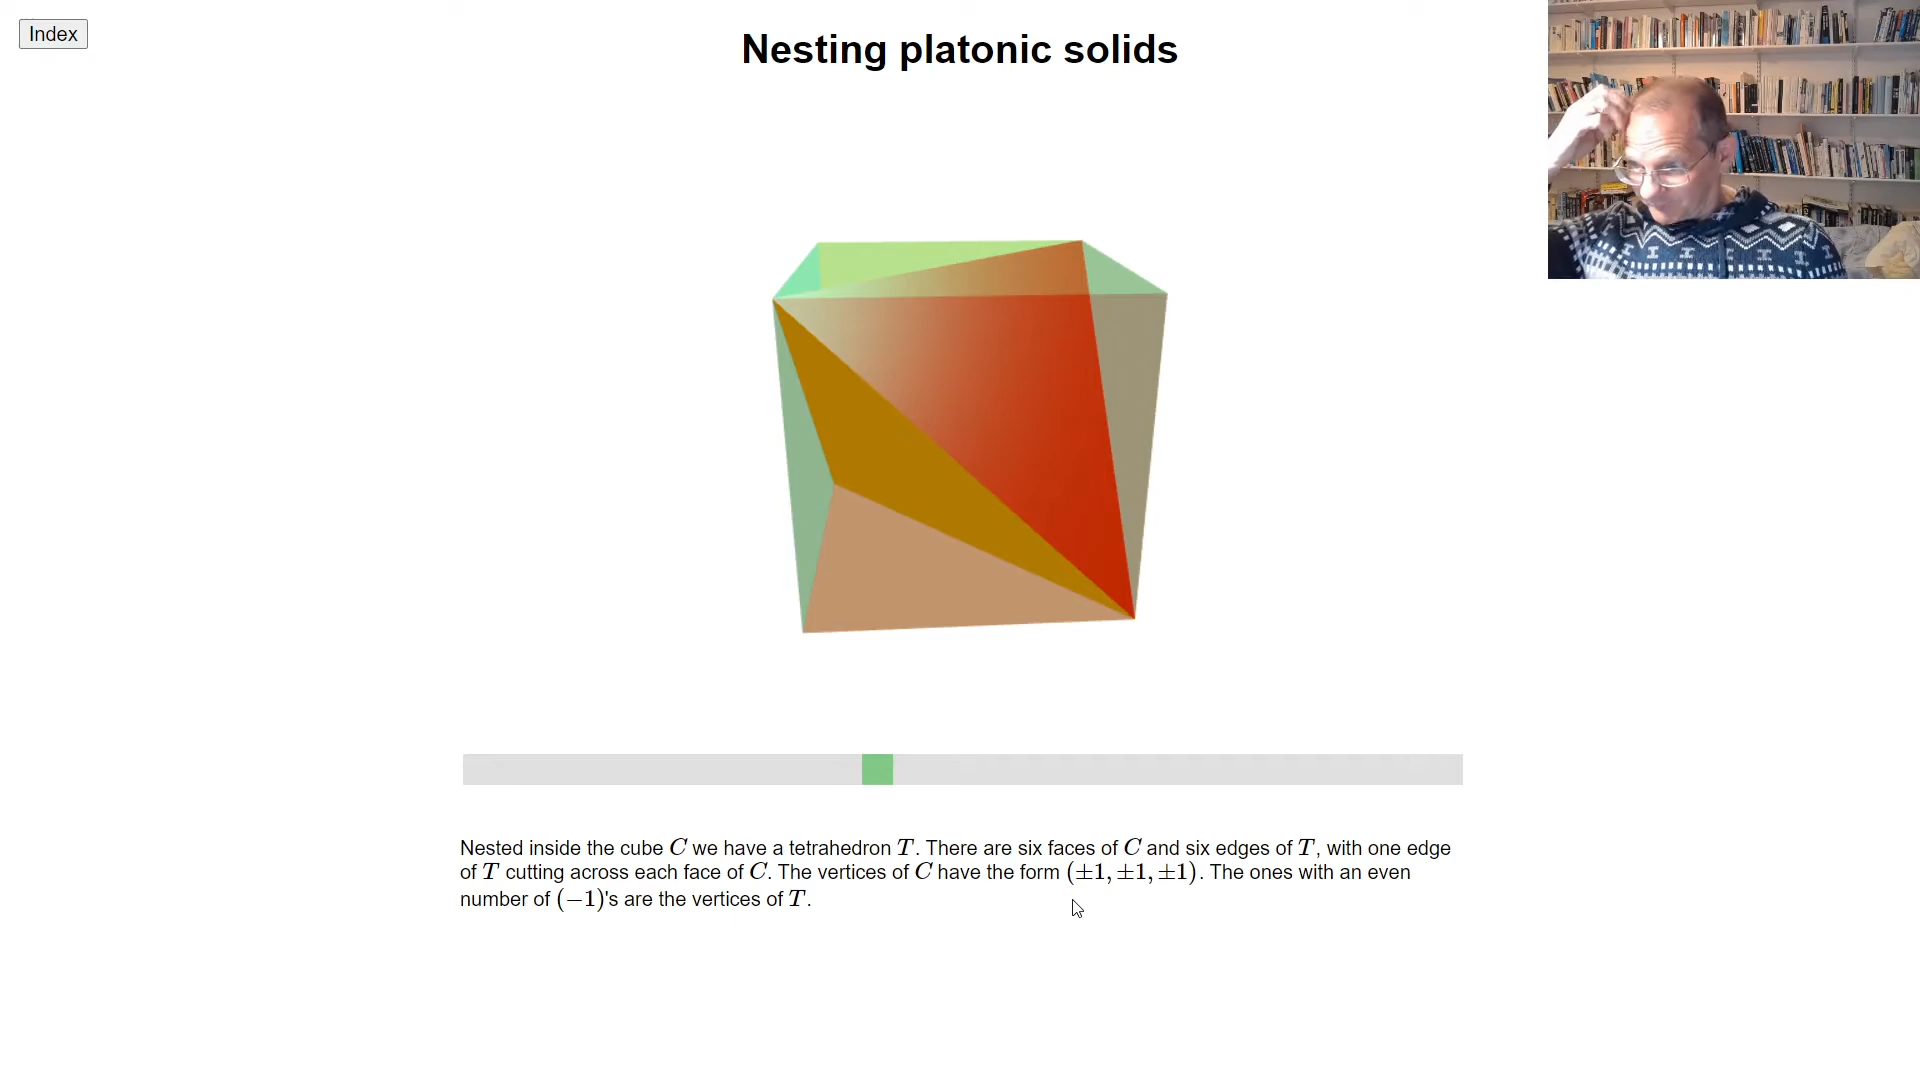 Index
Nesting platonic solids
Nested inside the cube C we have a tetrahedron T. There are six faces of C and six edges of T, with one edge
of T cutting across each face of C. The vertices of C have the form (±1, ±1, ±1). The ones with an even
number of (−1)'s are the vertices of T.